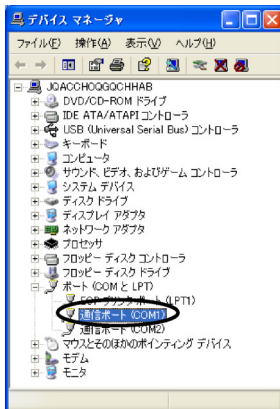 デバイス マネージャ
ファイル(F) 操作(A) 表示(V) ヘルプ(H)
JQACCHOQGQCHHAB
DVD/CD-ROM ドライブ
IDE ATA/ATAPI コントローラ
USB (Universal Serial Bus) コントローラ
キーボード
コンピュータ
サウンド、ビデオ、およびゲーム コントローラ
システム デバイス
ディスク ドライブ
ディスプレイ アダプタ
ネットワーク アダプタ
プロセッサ
フロッピー ディスク コントローラ
フロッピー ディスク ドライブ
ポート (COM と LPT)
ECP プリンタ ポート (LPT1)
通信ポート (COM1)
通信ポート (COM2)
マウスとそのほかのポインティング デバイス
モデム
モニタ